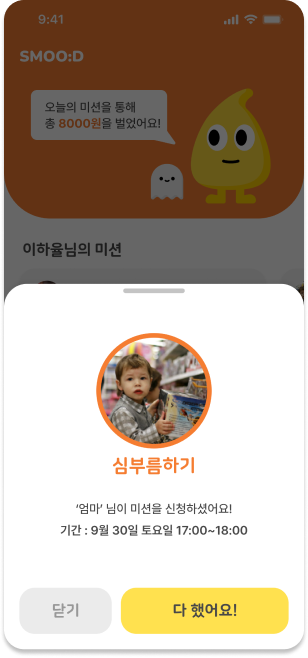 9:41
SMOO:D
오늘의 미션을 통해
총 8000원을 벌었어요!
이하율님의 미션
심부름하기
‘엄마’ 님이 미션을 신청하셨어요!
기간 : 9월 30일 토요일 17:00~18:00
닫기
다 했어요!